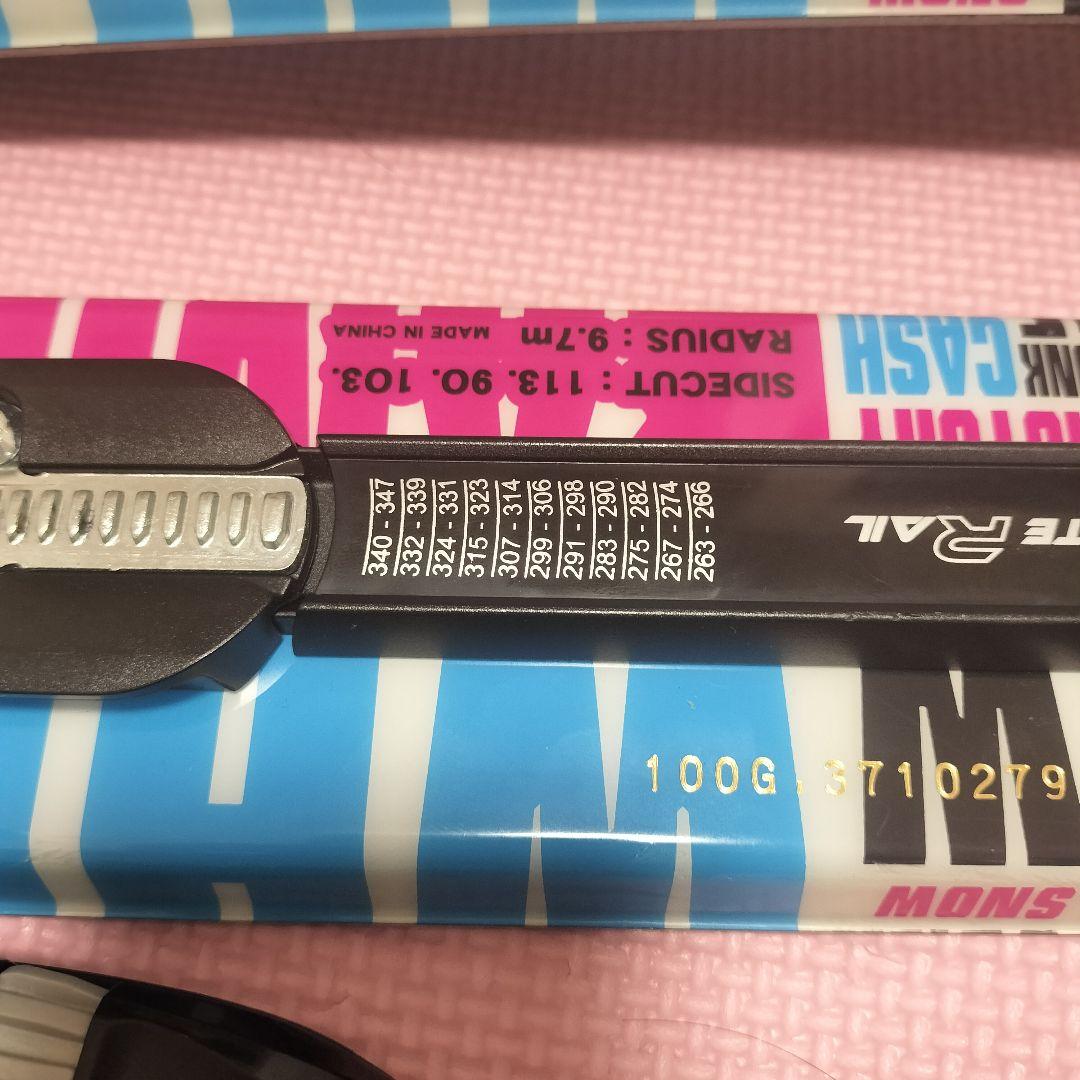 SIDECUT : 113. 90. 103.
RADIUS : 9.7m MADE IN CHINA
CASH
340 - 347
332 - 339
324 - 331
315 - 323
307 - 314
299 - 306
291 - 298
283 - 290
275 - 282
267 - 274
263 - 266
RAIL
100G.3710279
SNOW
SNOW